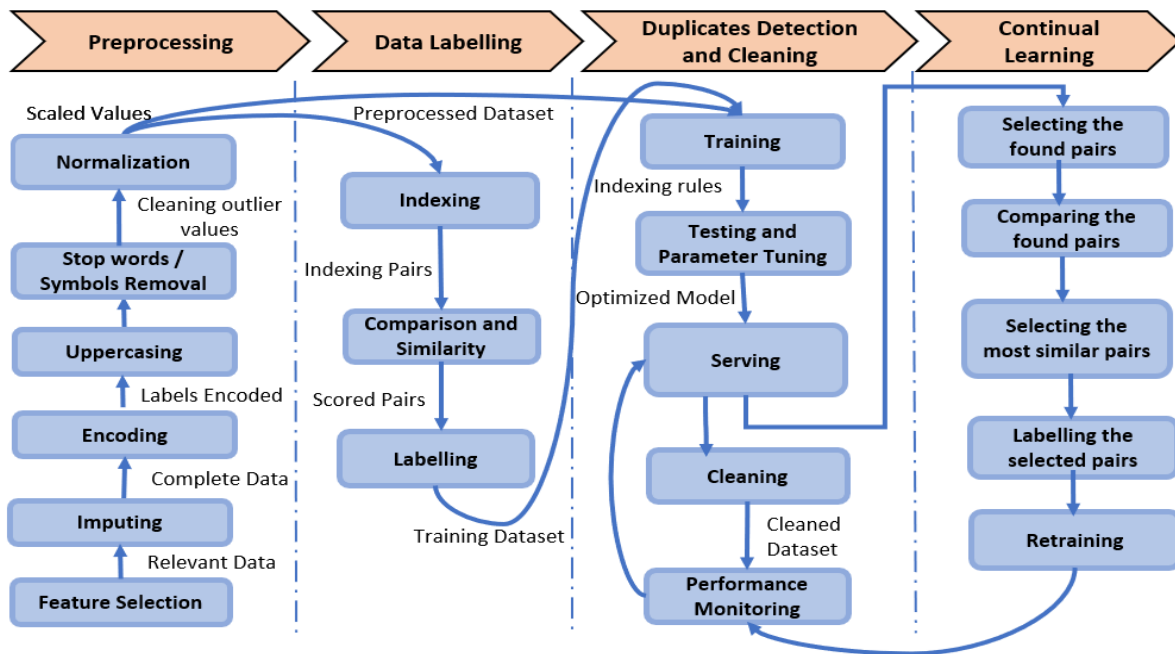 Preprocessing
Data Labelling
Duplicates Detection
and Cleaning
Continual
Learning
Scaled Values
Normalization
Cleaning outlier
values
Stop words /
Symbols Removal
Uppercasing
Labels Encoded
Encoding
Complete Data
Imputing
Relevant Data
Feature Selection
Preprocessed Dataset
Indexing
Indexing Pairs
Comparison and
Similarity
Scored Pairs
Labelling
Training Dataset
Training
Indexing rules
Testing and
Parameter Tuning
Optimized Model
Serving
Cleaning
Cleaned
Dataset
Performance
Monitoring
Selecting the
found pairs
Comparing the
found pairs
Selecting the
most similar pairs
Labelling the
selected pairs
Retraining